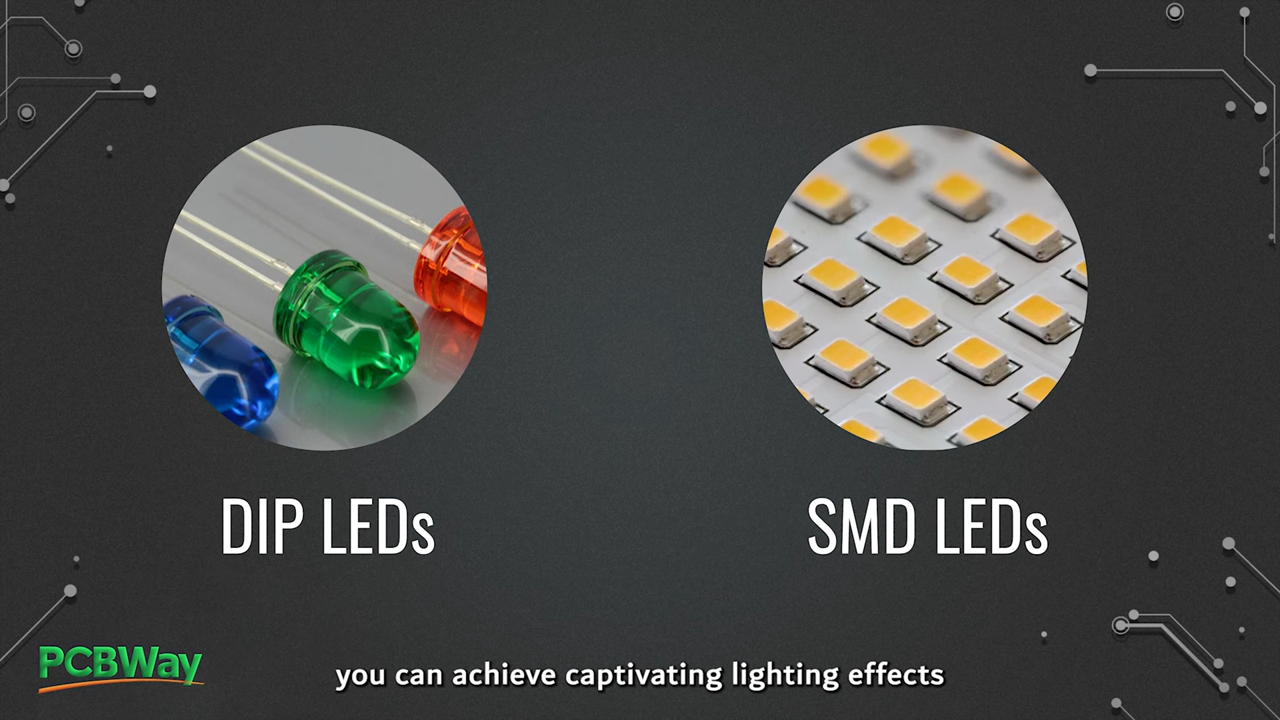 DIP LEDs
SMD LEDs
PCBWay
you can achieve captivating lighting effects